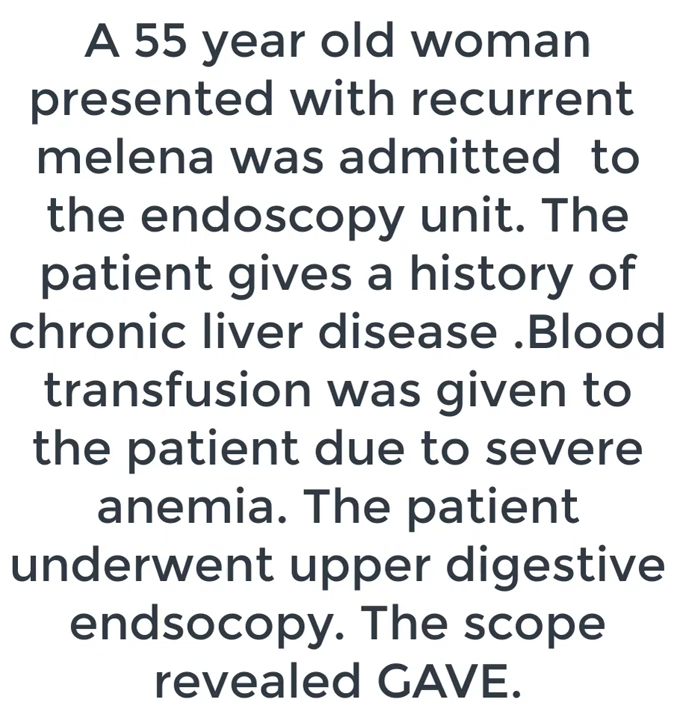 A 55 year old woman
presented with recurrent
melena was admitted  to
the endoscopy unit. The
patient gives a history of
chronic liver disease .Blood
transfusion was given to
the patient due to severe
anemia. The patient
underwent upper digestive
endsocopy. The scope
revealed GAVE.